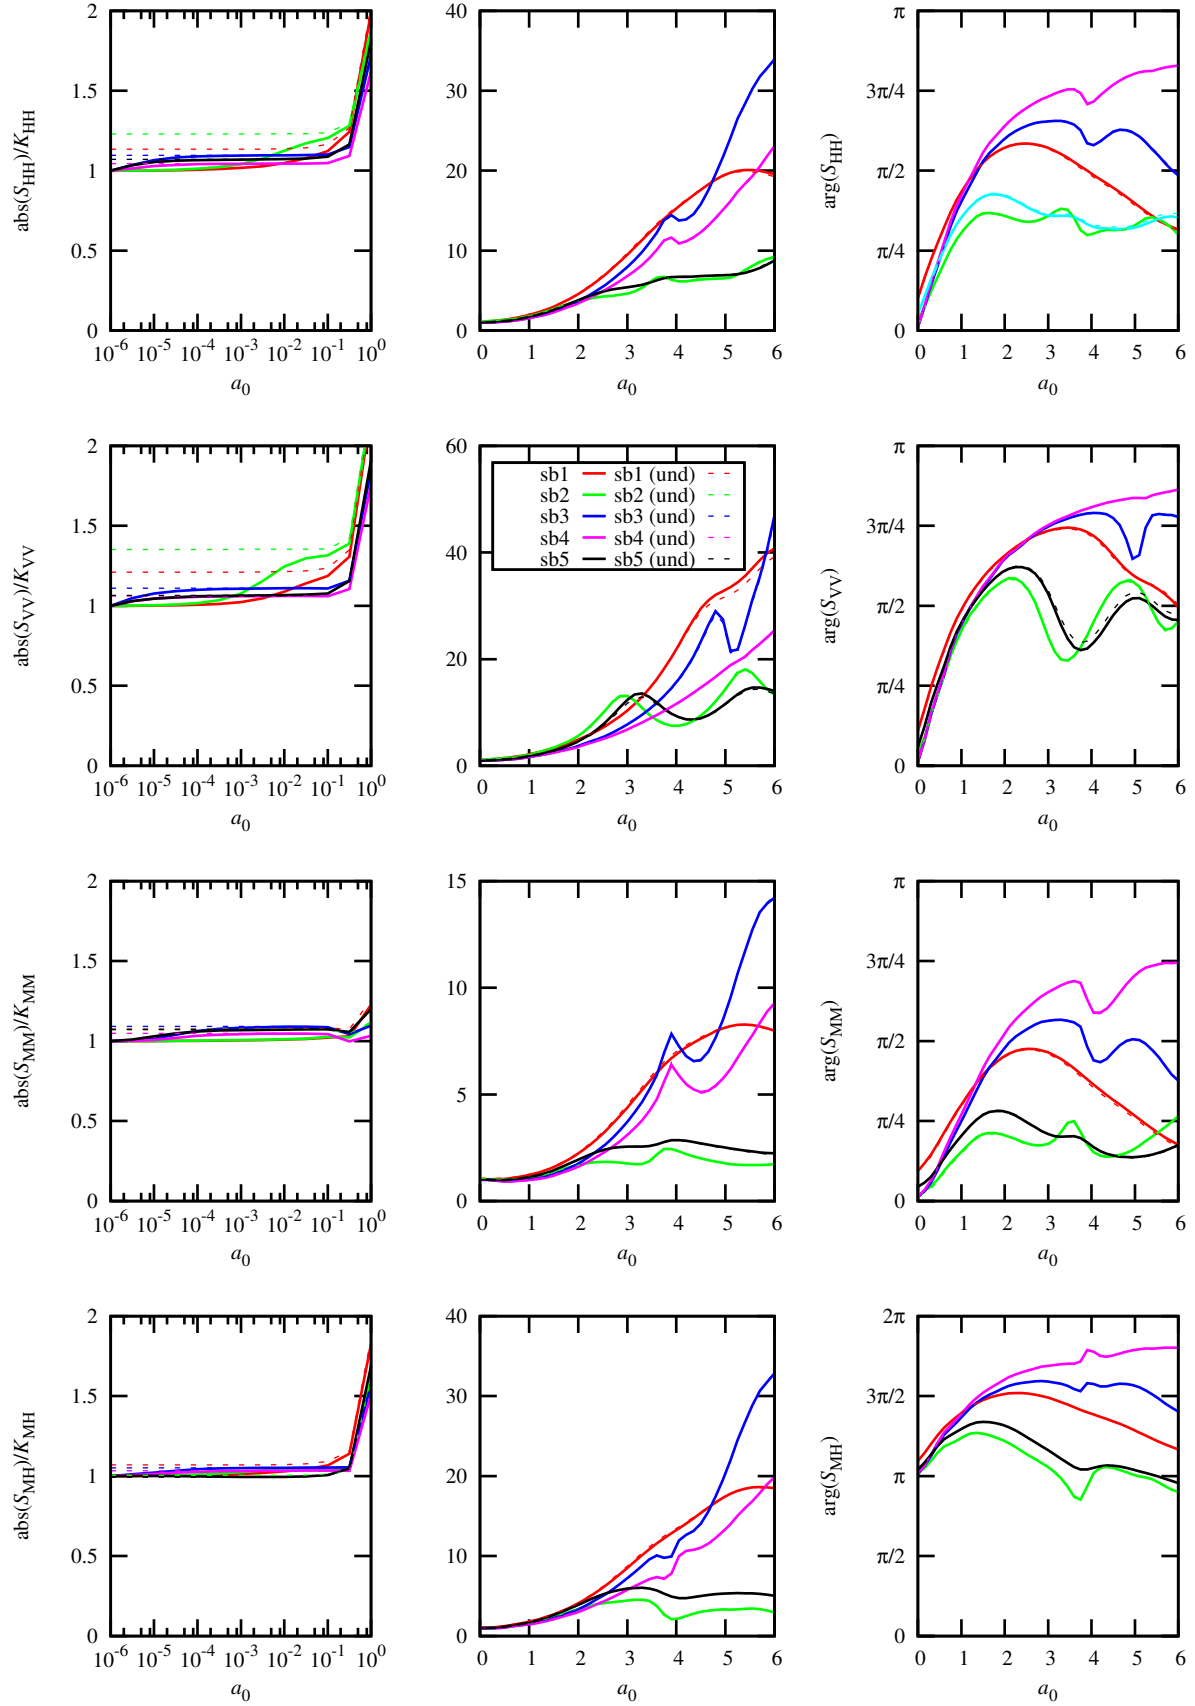 abs(S_HH)/K_HH
2
1.5
1
0.5
0
10^-6 10^-5 10^-4 10^-3 10^-2 10^-1 10^0
a_0
40
30
20
10
0
0 1 2 3 4 5 6
a_0
arg(S_HH)
π
3π/4
π/2
π/4
0
0 1 2 3 4 5 6
a_0
abs(S_VV)/K_VV
2
1.5
1
0.5
0
10^-6 10^-5 10^-4 10^-3 10^-2 10^-1 10^0
a_0
60
40
20
0
sb1 sb1 (und)
sb2 sb2 (und)
sb3 sb3 (und)
sb4 sb4 (und)
sb5 sb5 (und)
0 1 2 3 4 5 6
a_0
arg(S_VV)
π
3π/4
π/2
π/4
0
0 1 2 3 4 5 6
a_0
abs(S_MM)/K_MM
2
1.5
1
0.5
0
10^-6 10^-5 10^-4 10^-3 10^-2 10^-1 10^0
a_0
15
10
5
0
0 1 2 3 4 5 6
a_0
arg(S_MM)
π
3π/4
π/2
π/4
0
0 1 2 3 4 5 6
a_0
abs(S_MH)/K_MH
2
1.5
1
0.5
0
10^-6 10^-5 10^-4 10^-3 10^-2 10^-1 10^0
a_0
40
30
20
10
0
0 1 2 3 4 5 6
a_0
arg(S_MH)
2π
3π/2
π
π/2
0
0 1 2 3 4 5 6
a_0